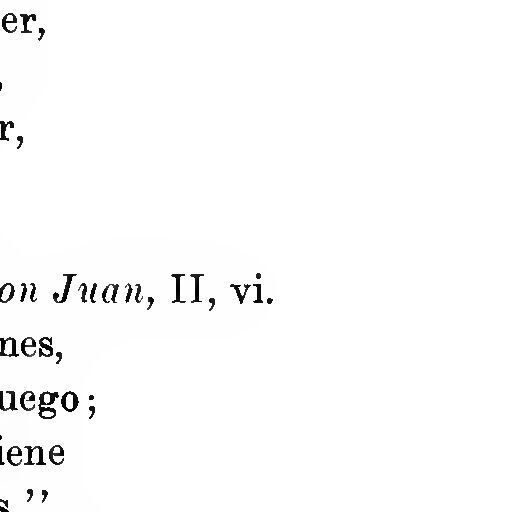 er,
,
r,
on Juan, II, vi.
nes,
uego;
iene
s.’’